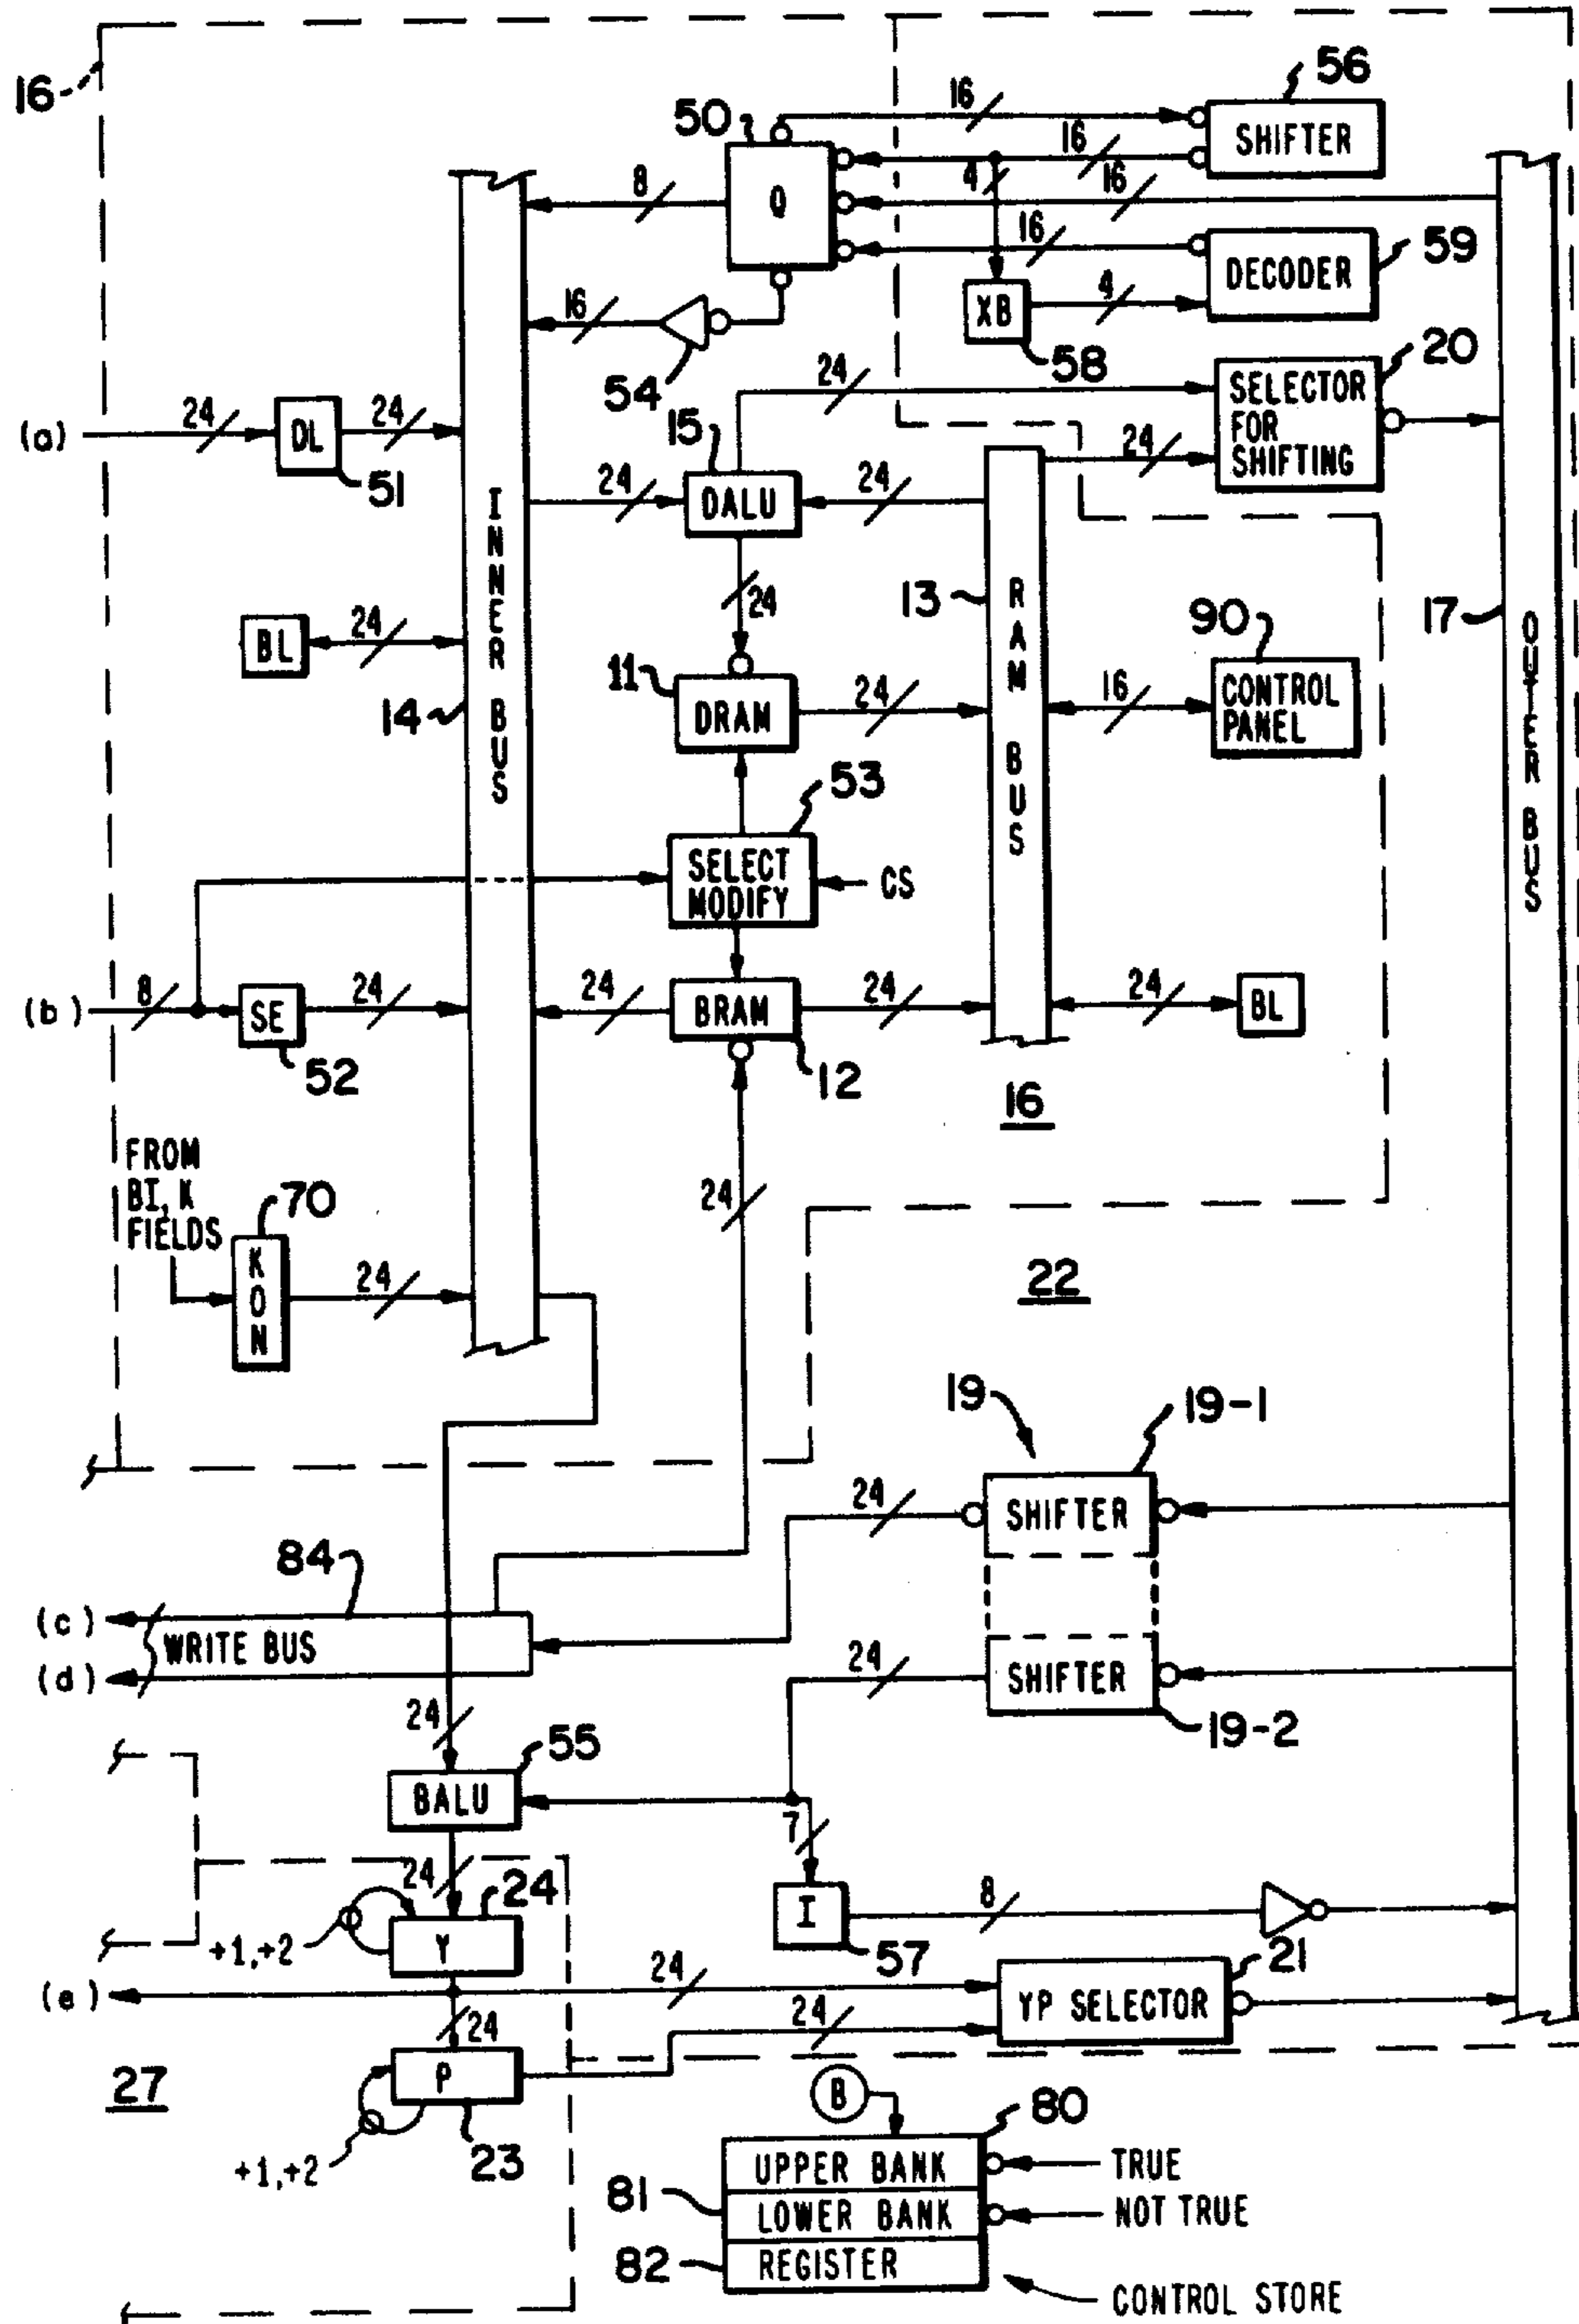 16
56
SHIFTER
16
50
16
4
16
8
Q
16
DECODER
59
XB
4
58
16
54
24
20
SELECTOR
FOR
SHIFTING
(a)
24
DL
24
51
15
24
DALU
24
24
24
INNER BUS
13
RAM BUS
17
OUTER BUS
BL
24
14
11
DRAM
24
90
16
CONTROL
PANEL
53
SELECT
MODIFY
CS
(b)
8
SE
24
52
24
BRAM
24
12
24
BL
16
FROM
BI, K
FIELDS
70
KON
24
24
22
19
19-1
24
SHIFTER
84
(c)
WRITE BUS
(d)
24
SHIFTER
19-2
24
55
BALU
7
24
24
+1,+2
Y
I
8
57
21
(e)
24
YP SELECTOR
24
24
27
P
23
+1,+2
B
80
UPPER BANK
TRUE
81
LOWER BANK
NOT TRUE
82
REGISTER
CONTROL STORE